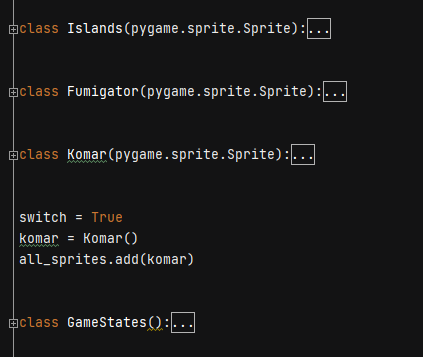 class Islands(pygame.sprite.Sprite):...
class Fumigator(pygame.sprite.Sprite):...
class Komar(pygame.sprite.Sprite):...
switch = True
komar = Komar()
all_sprites.add(komar)
class GameStates():...